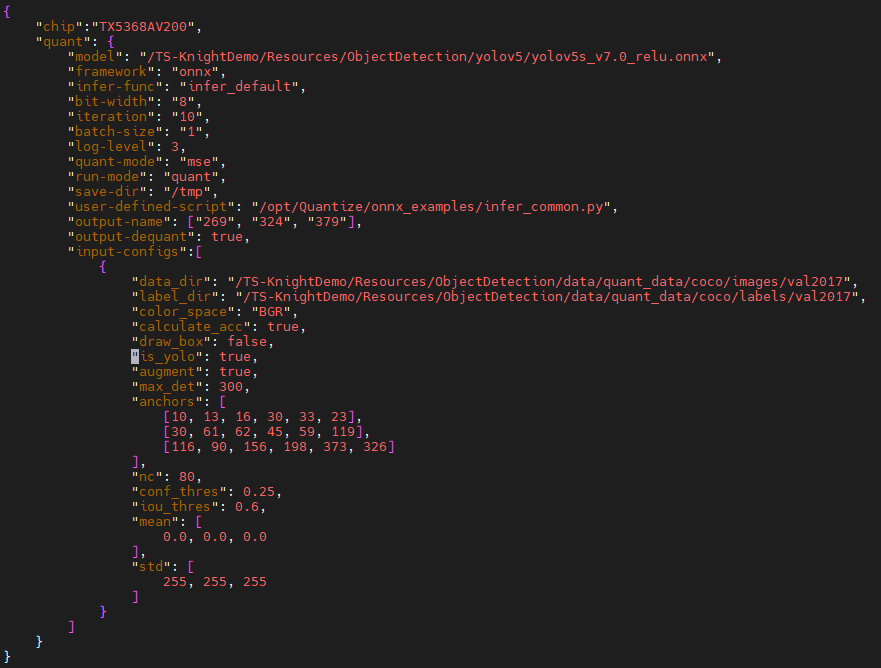 {
    "chip":"TX5368AV200",
    "quant": {
        "model": "/TS-KnightDemo/Resources/ObjectDetection/yolov5/yolov5s_v7.0_relu.onnx",
        "framework": "onnx",
        "infer-func": "infer_default",
        "bit-width": "8",
        "iteration": "10",
        "batch-size": "1",
        "log-level": 3,
        "quant-mode": "mse",
        "run-mode": "quant",
        "save-dir": "/tmp",
        "user-defined-script": "/opt/Quantize/onnx_examples/infer_common.py",
        "output-name": ["269", "324", "379"],
        "output-dequant": true,
        "input-configs":[
            {
                "data_dir": "/TS-KnightDemo/Resources/ObjectDetection/data/quant_data/coco/images/val2017",
                "label_dir": "/TS-KnightDemo/Resources/ObjectDetection/data/quant_data/coco/labels/val2017",
                "color_space": "BGR",
                "calculate_acc": true,
                "draw_box": false,
                "is_yolo": true,
                "augment": true,
                "max_det": 300,
                "anchors": [
                    [10, 13, 16, 30, 33, 23],
                    [30, 61, 62, 45, 59, 119],
                    [116, 90, 156, 198, 373, 326]
                ],
                "nc": 80,
                "conf_thres": 0.25,
                "iou_thres": 0.6,
                "mean": [
                    0.0, 0.0, 0.0
                ],
                "std": [
                    255, 255, 255
                ]
            }
        ]
    }
}